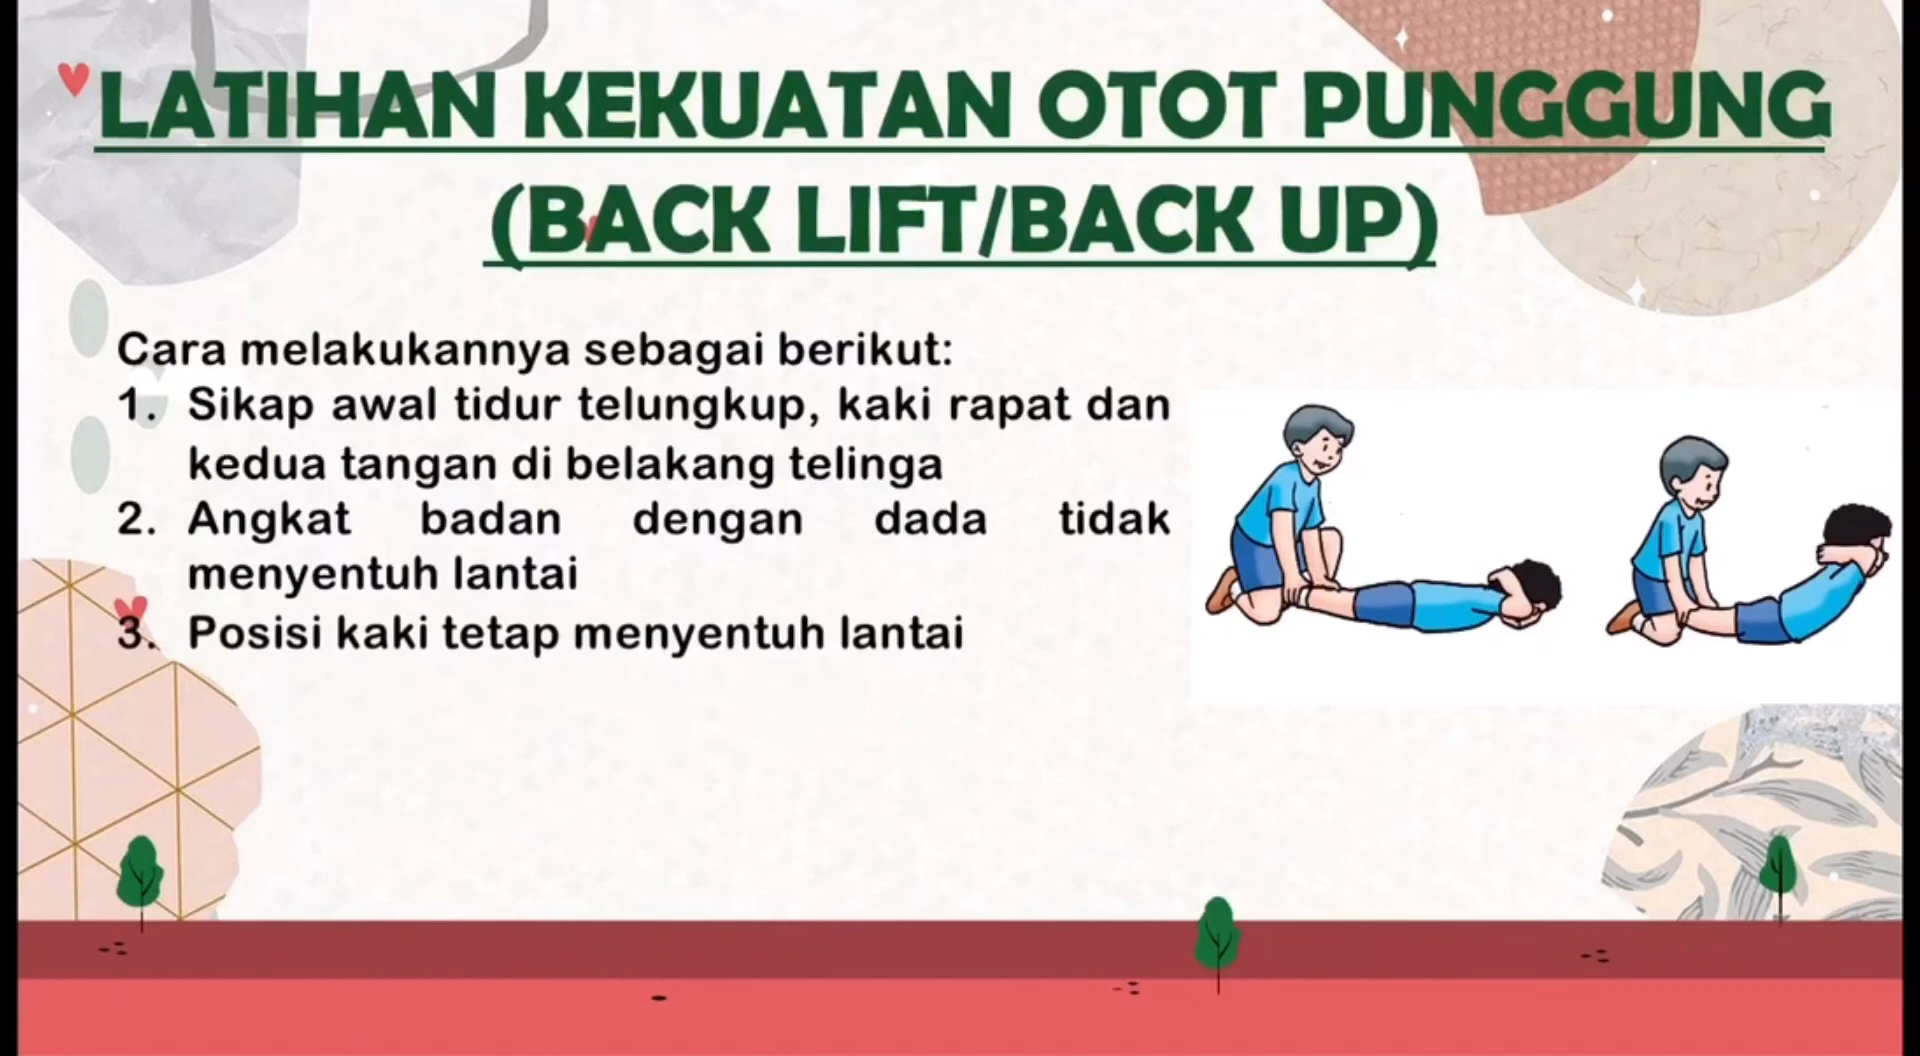 LATIHAN KEKUATAN OTOT PUNGGUNG
(BACK LIFT/BACK UP)
Cara melakukannya sebagai berikut:
1. Sikap awal tidur telungkup, kaki rapat dan
kedua tangan di belakang telinga
2. Angkat badan dengan dada tidak
menyentuh lantai
3. Posisi kaki tetap menyentuh lantai